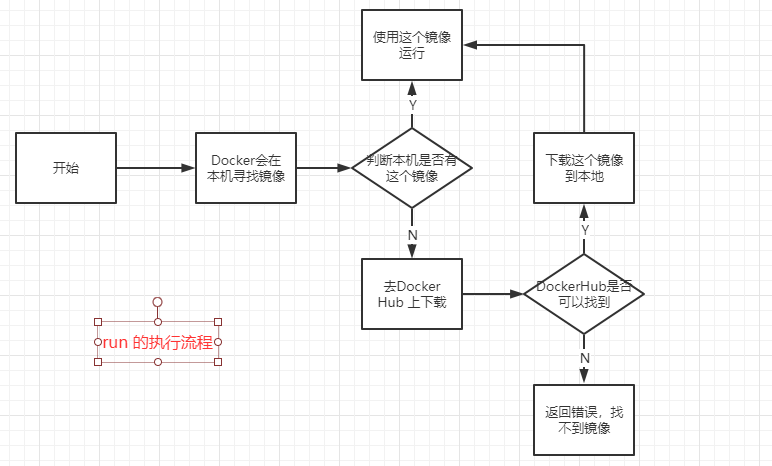 使用这个镜像
运行
Y
开始
Docker会在
本机寻找镜像
判断本机是否有
这个镜像
下载这个镜像
到本地
N
Y
去Docker
Hub 上下载
DockerHub是否
可以找到
run 的执行流程
N
返回错误，找
不到镜像